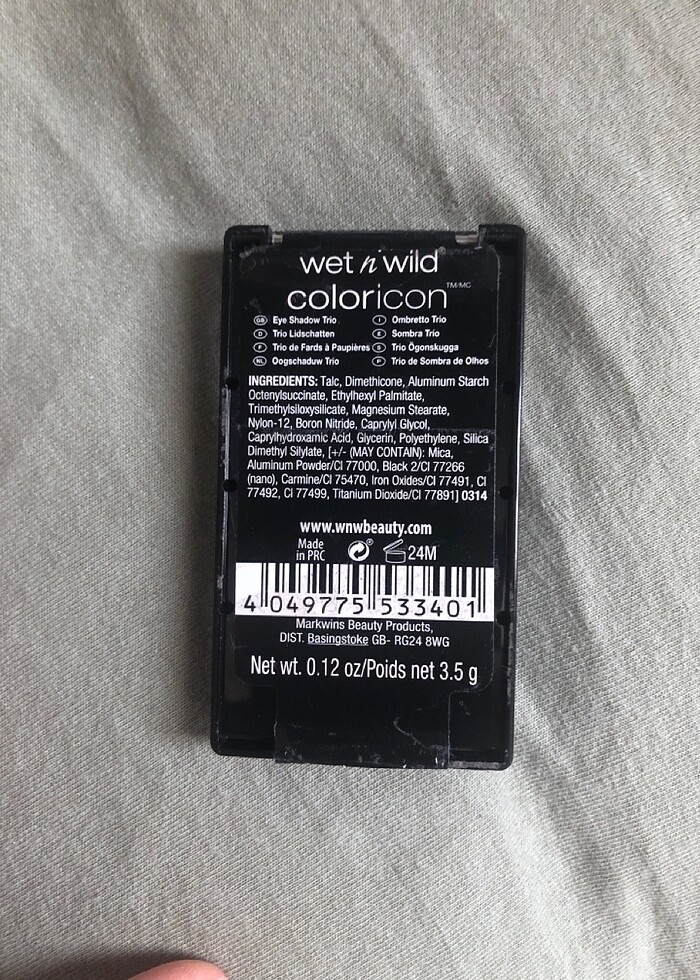 wet n wild
coloricon™/MC
GB Eye Shadow Trio I Ombretto Trio
D Trio Lidschatten E Sombra Trio
F Trio de Fards à Paupières S Trio Ögonskugga
NL Oogschaduw Trio P Trio de Sombra de Olhos
INGREDIENTS: Talc, Dimethicone, Aluminum Starch
Octenylsuccinate, Ethylhexyl Palmitate,
Trimethylsiloxysilicate, Magnesium Stearate,
Nylon-12, Boron Nitride, Caprylyl Glycol,
Caprylhydroxamic Acid, Glycerin, Polyethylene, Silica
Dimethyl Silylate, [+/- (MAY CONTAIN): Mica,
Aluminum Powder/CI 77000, Black 2/CI 77266
(nano), Carmine/CI 75470, Iron Oxides/CI 77491, CI
77492, CI 77499, Titanium Dioxide/CI 77891] 0314
www.wnwbeauty.com
Made
in PRC
24M
4 049775 533401
Markwins Beauty Products,
DIST. Basingstoke GB- RG24 8WG
Net wt. 0.12 oz/Poids net 3.5 g